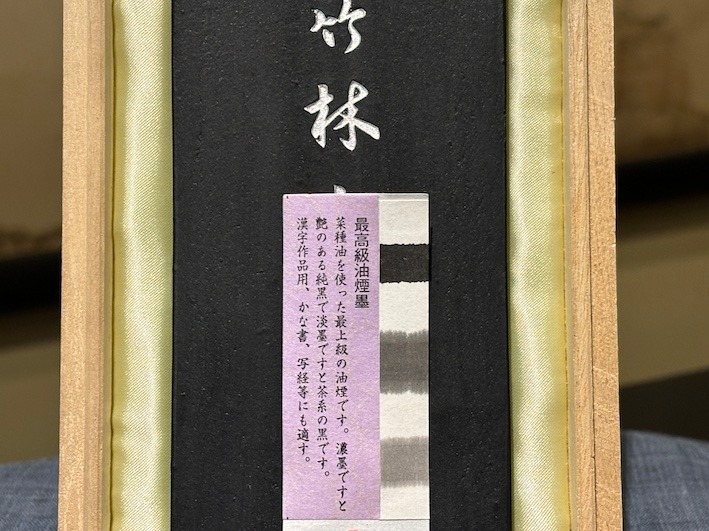 竹林
最高級油煙墨
菜種油を使った最上級の油煙です。濃墨ですと
艶のある純黒で淡墨ですと茶系の黒です。
漢字作品用、かな書、写経等にも適す。